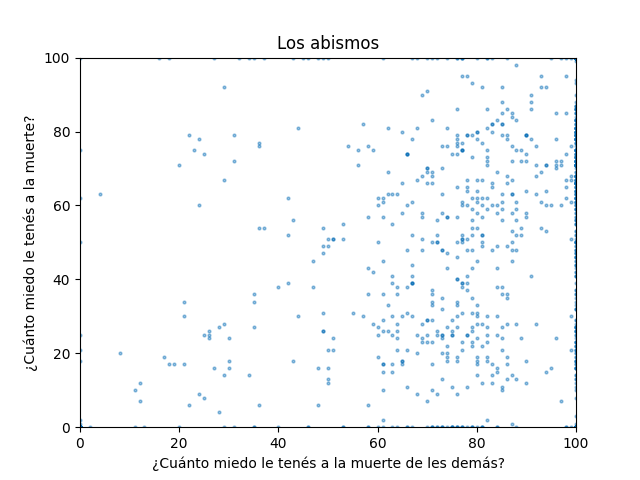 Los abismos
100
80
60
40
20
0
¿Cuánto miedo le tenés a la muerte?
0 20 40 60 80 100
¿Cuánto miedo le tenés a la muerte de les demás?